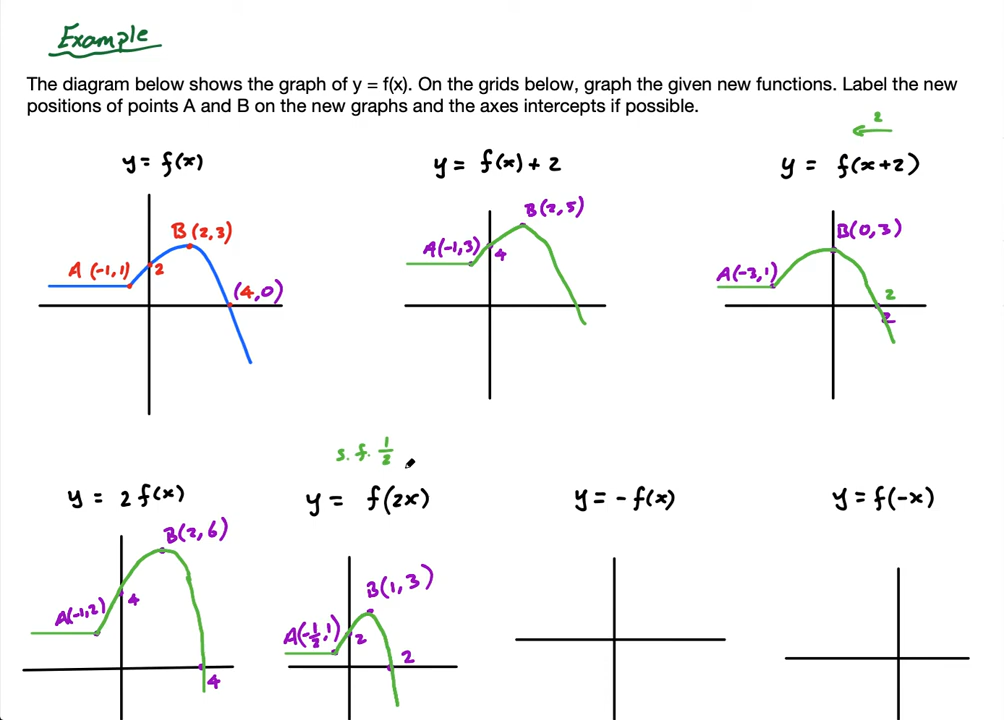 Example
The diagram below shows the graph of y = f(x). On the grids below, graph the given new functions. Label the new
positions of points A and B on the new graphs and the axes intercepts if possible.
2
y = f(x)
y = f(x) + 2
y = f(x+2)
B (2,3)
A (-1,1)
2
(4,0)
B(2,5)
A(-1,3)
4
B(0,3)
A(-3,1)
2
2
s.f. 1/2
y = 2 f(x)
y = f(2x)
y = - f(x)
y = f(-x)
B(2,6)
A(-1,2)
4
4
B(1,3)
A(-1/2,1)
2
2